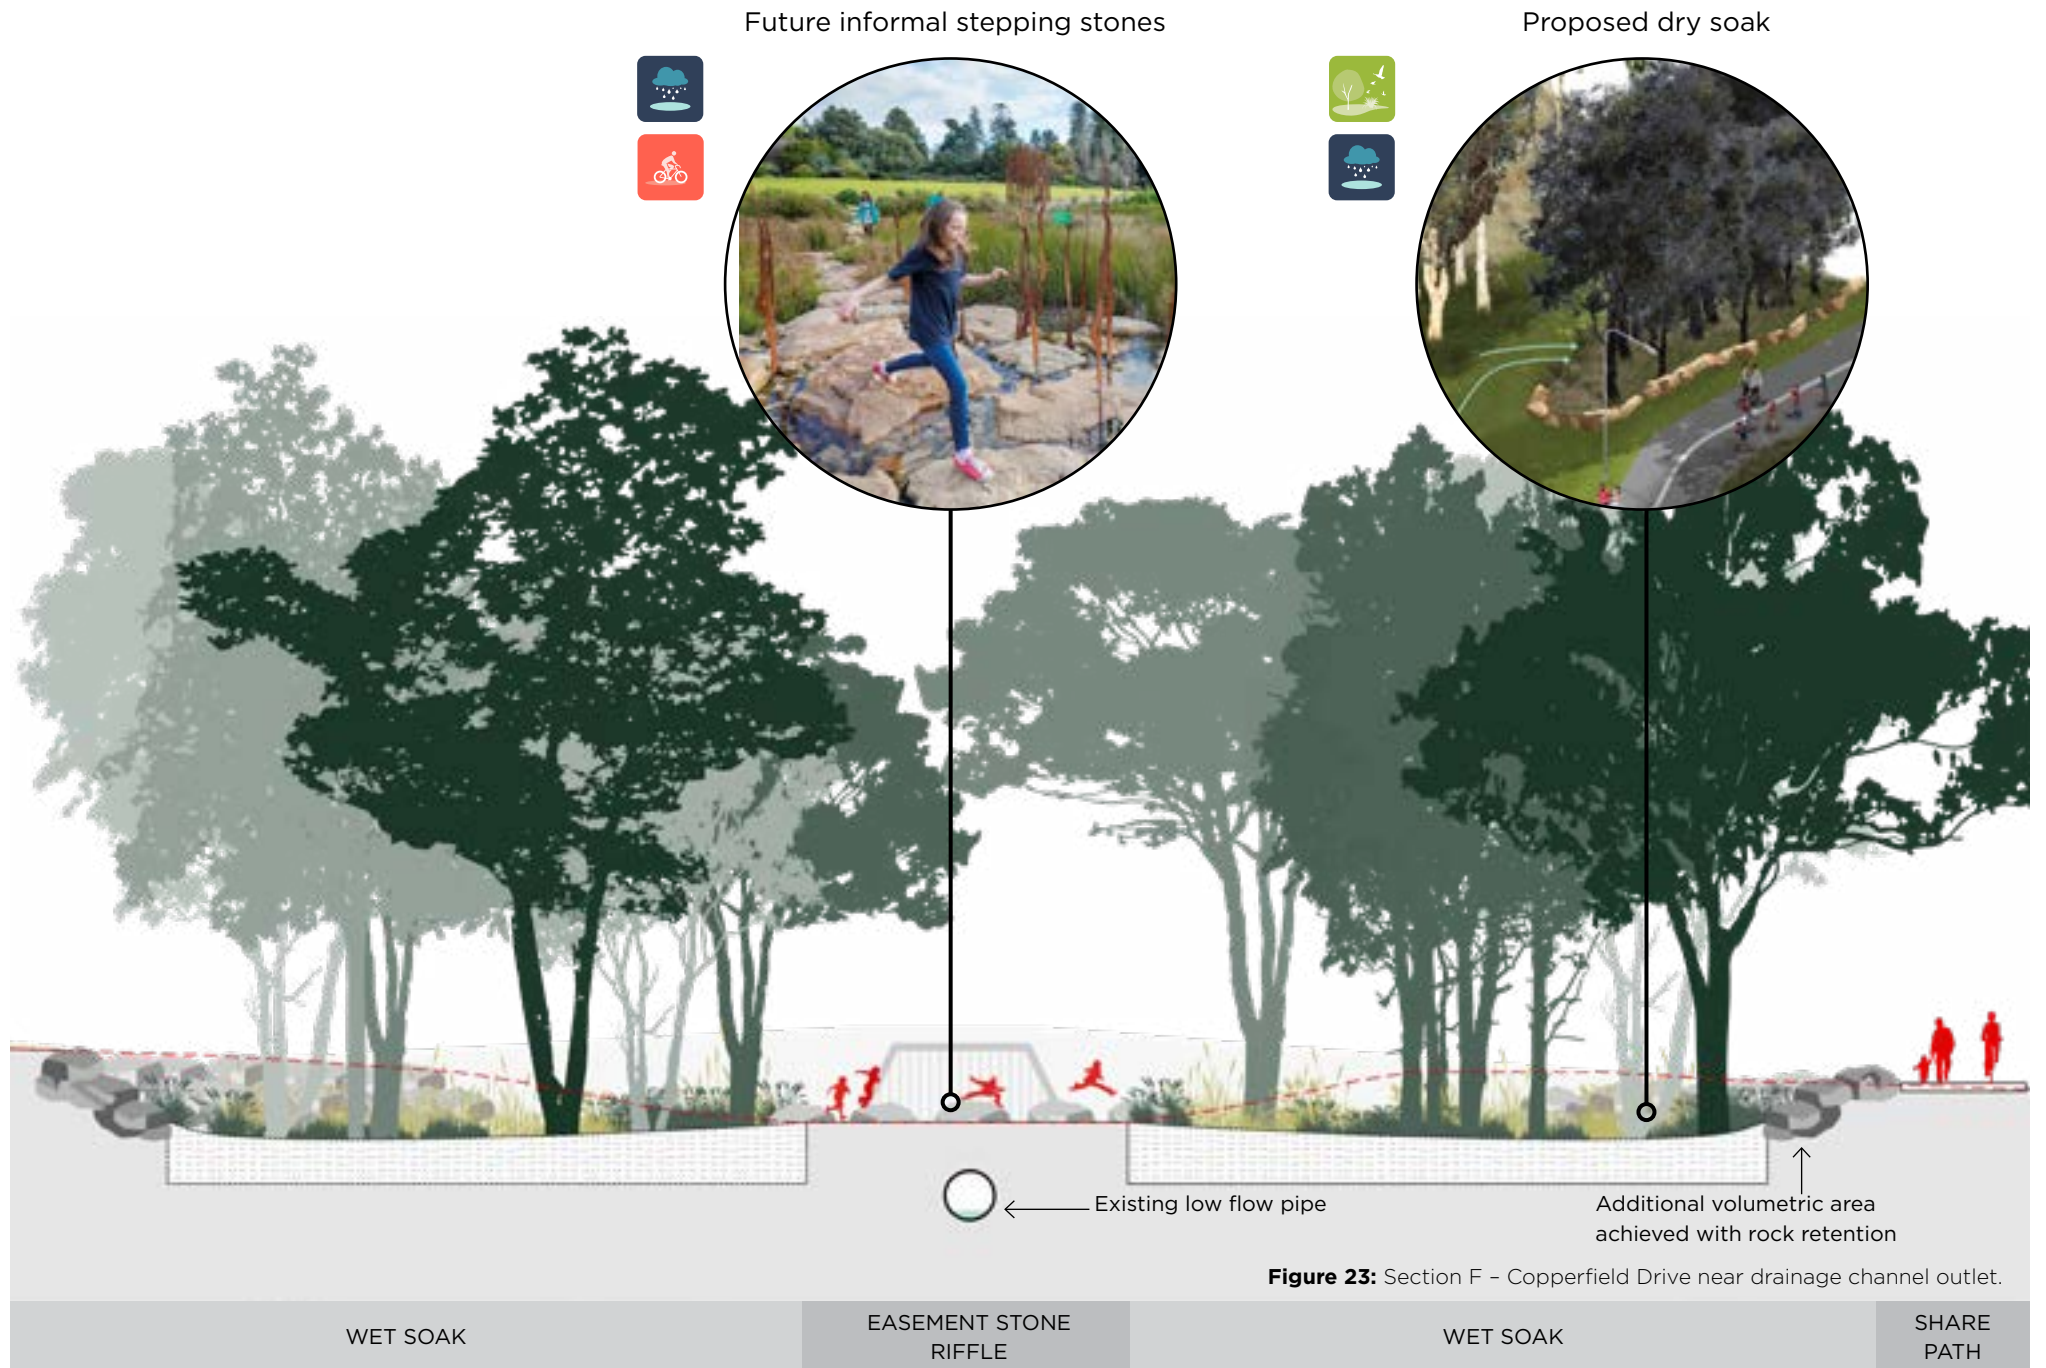 Future informal stepping stones
Proposed dry soak
Existing low flow pipe
Additional volumetric area
achieved with rock retention
Figure 23: Section F – Copperfield Drive near drainage channel outlet.
WET SOAK
EASEMENT STONE
RIFFLE
WET SOAK
SHARE
PATH